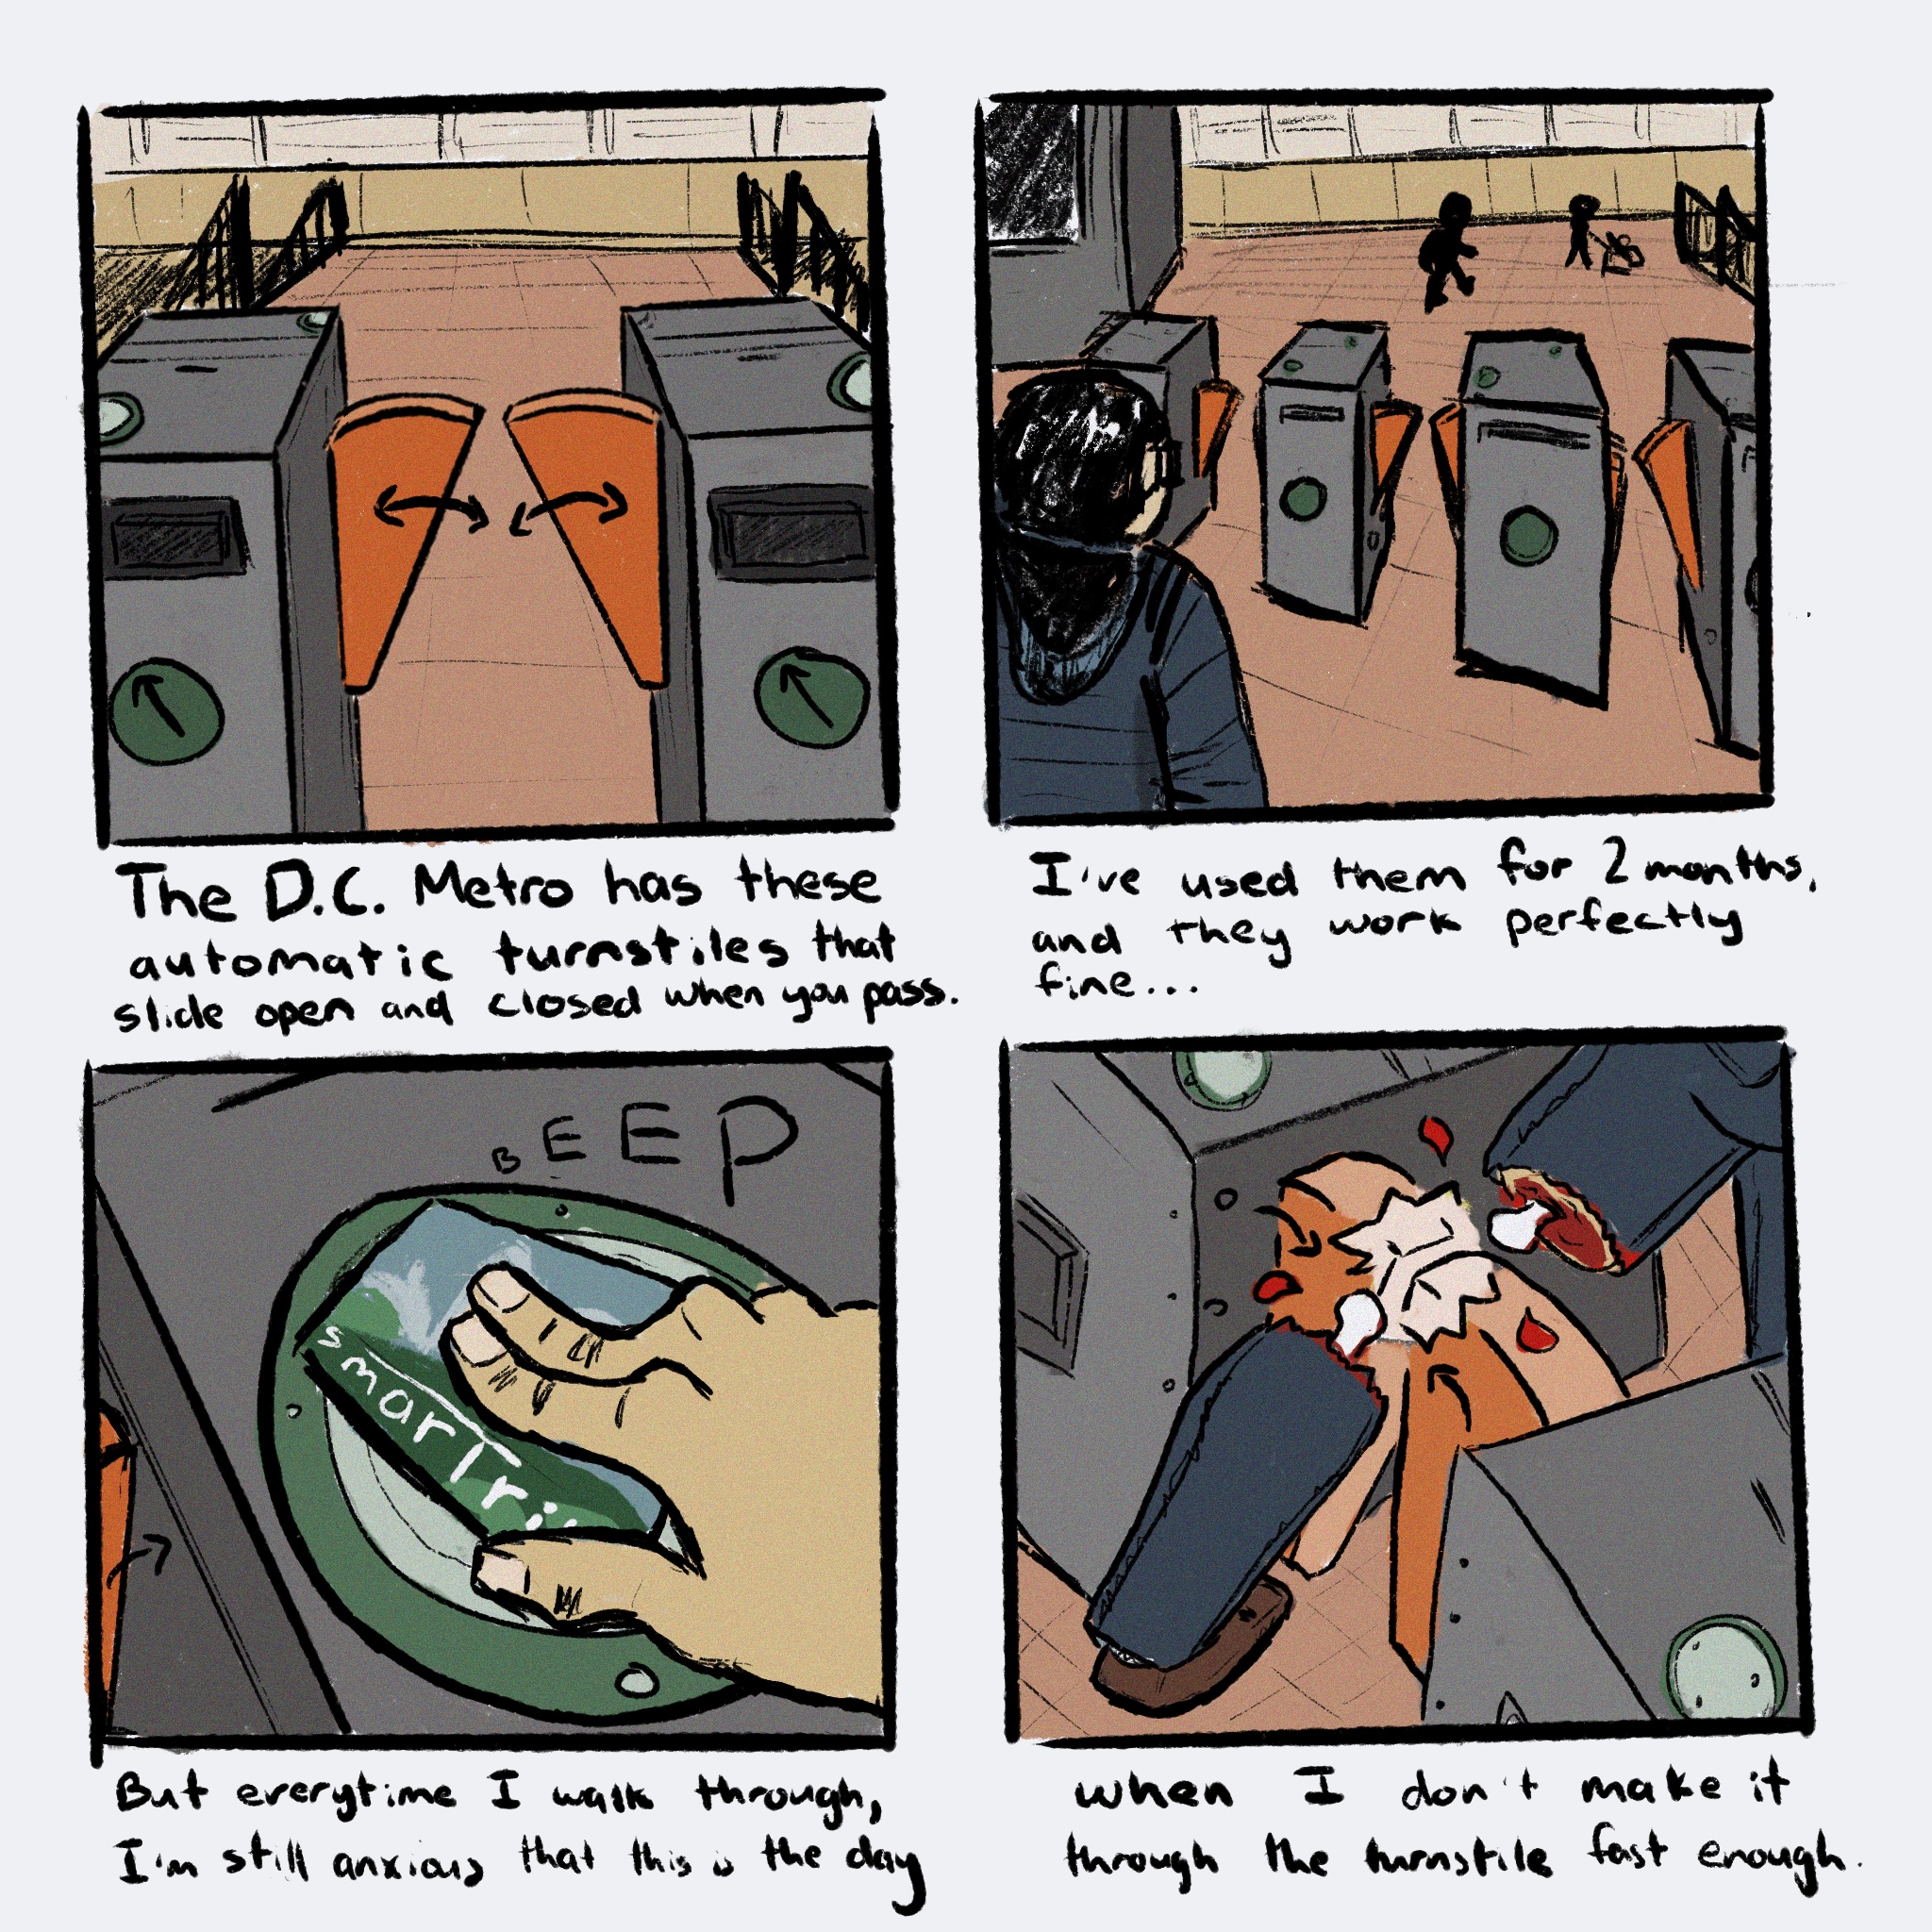 The D.C. Metro has these
automatic turnstiles that
slide open and closed when you pass.
I've used them for 2 months,
and they work perfectly
fine...
BEEP
smarTri
But everytime I walk through,
I'm still anxious that this is the day
when I don't make it
through the turnstile fast enough.